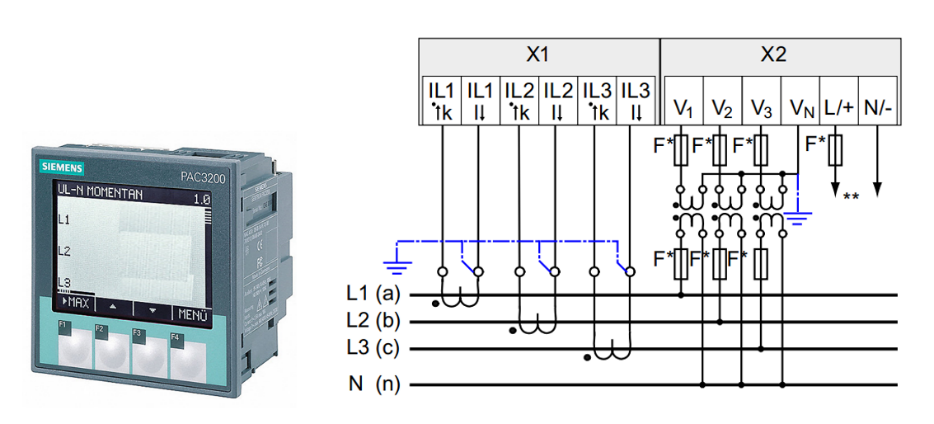 SIEMENS
PAC3200
UL-N MOMENTAN 1.0
L1
L2
L3
▸MAX ▲ ▼ MENÜ
F1 F2 F3 F4
X1 X2
IL1 IL1 IL2 IL2 IL3 IL3
°↑k l↓ °↑k l↓ °↑k l↓
V₁ V₂ V₃ VN L/+ N/-
F* F* F* F*
**
F* F* F*
L1 (a)
L2 (b)
L3 (c)
N (n)